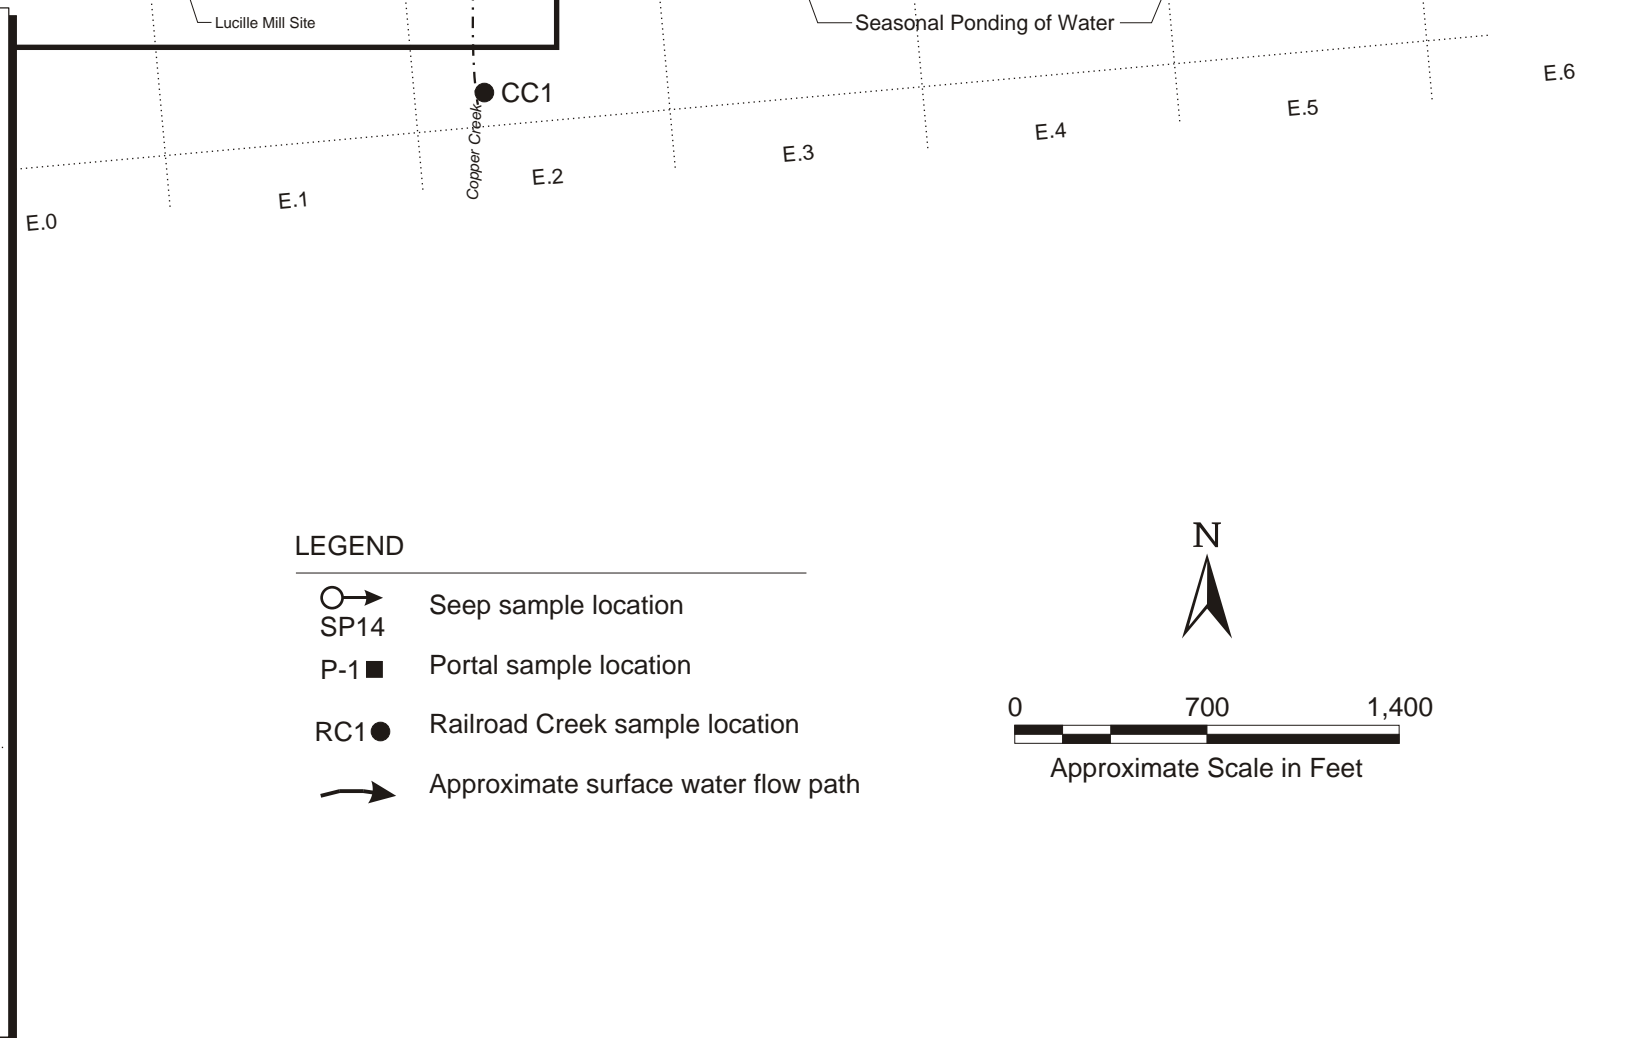 Lucille Mill Site
Seasonal Ponding of Water
CC1
Copper Creek
E.0
E.1
E.2
E.3
E.4
E.5
E.6
LEGEND
SP14
Seep sample location
P-1
Portal sample location
RC1
Railroad Creek sample location
Approximate surface water flow path
N
0 700 1,400
Approximate Scale in Feet